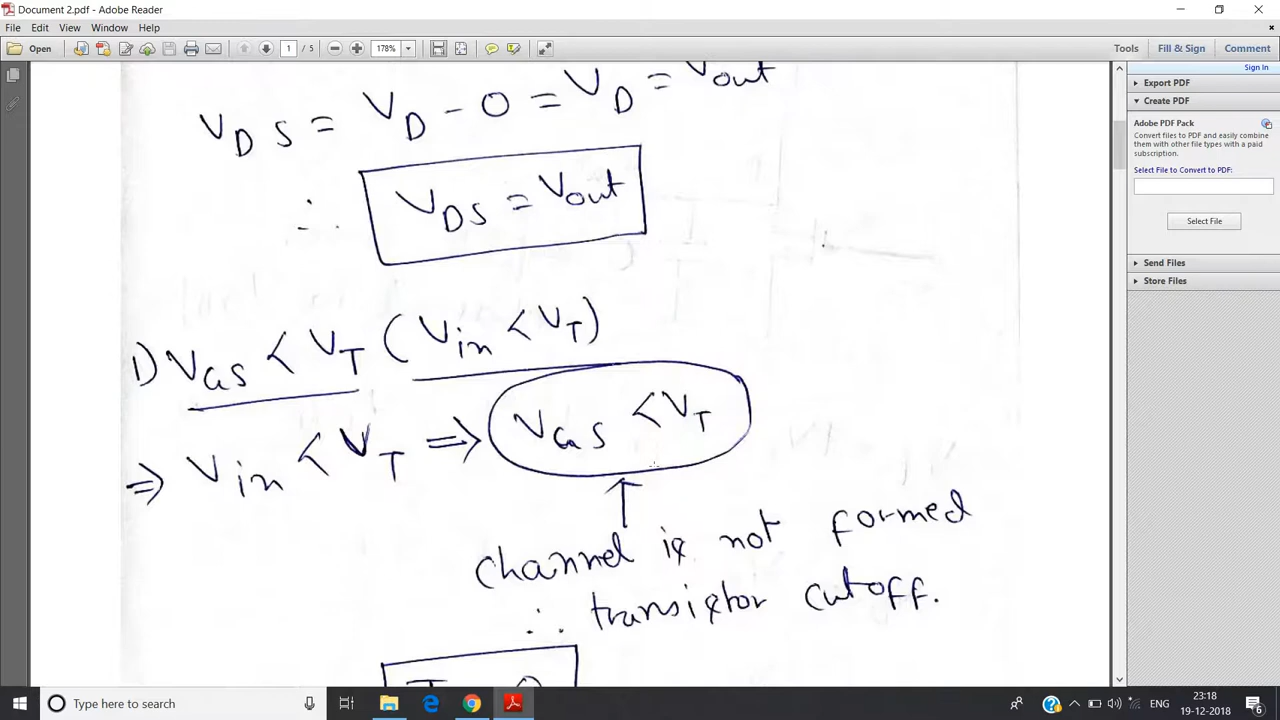 Document 2.pdf - Adobe Reader
File Edit View Window Help
Open 1 / 5 178% Tools Fill & Sign Comment
Sign In
Export PDF
Create PDF
Adobe PDF Pack
Convert files to PDF and easily combine
them with other file types with a paid
subscription.
Select File to Convert to PDF:
Select File
Send Files
Store Files
VDS = VD - 0 = VD = Vout
∴ VDS = Vout
1) VGS < VT (Vin < VT)
⇒ Vin < VT ⇒ VGS < VT
channel is not formed
∴ transistor cutoff.
Type here to search
ENG
23:18
19-12-2018
6